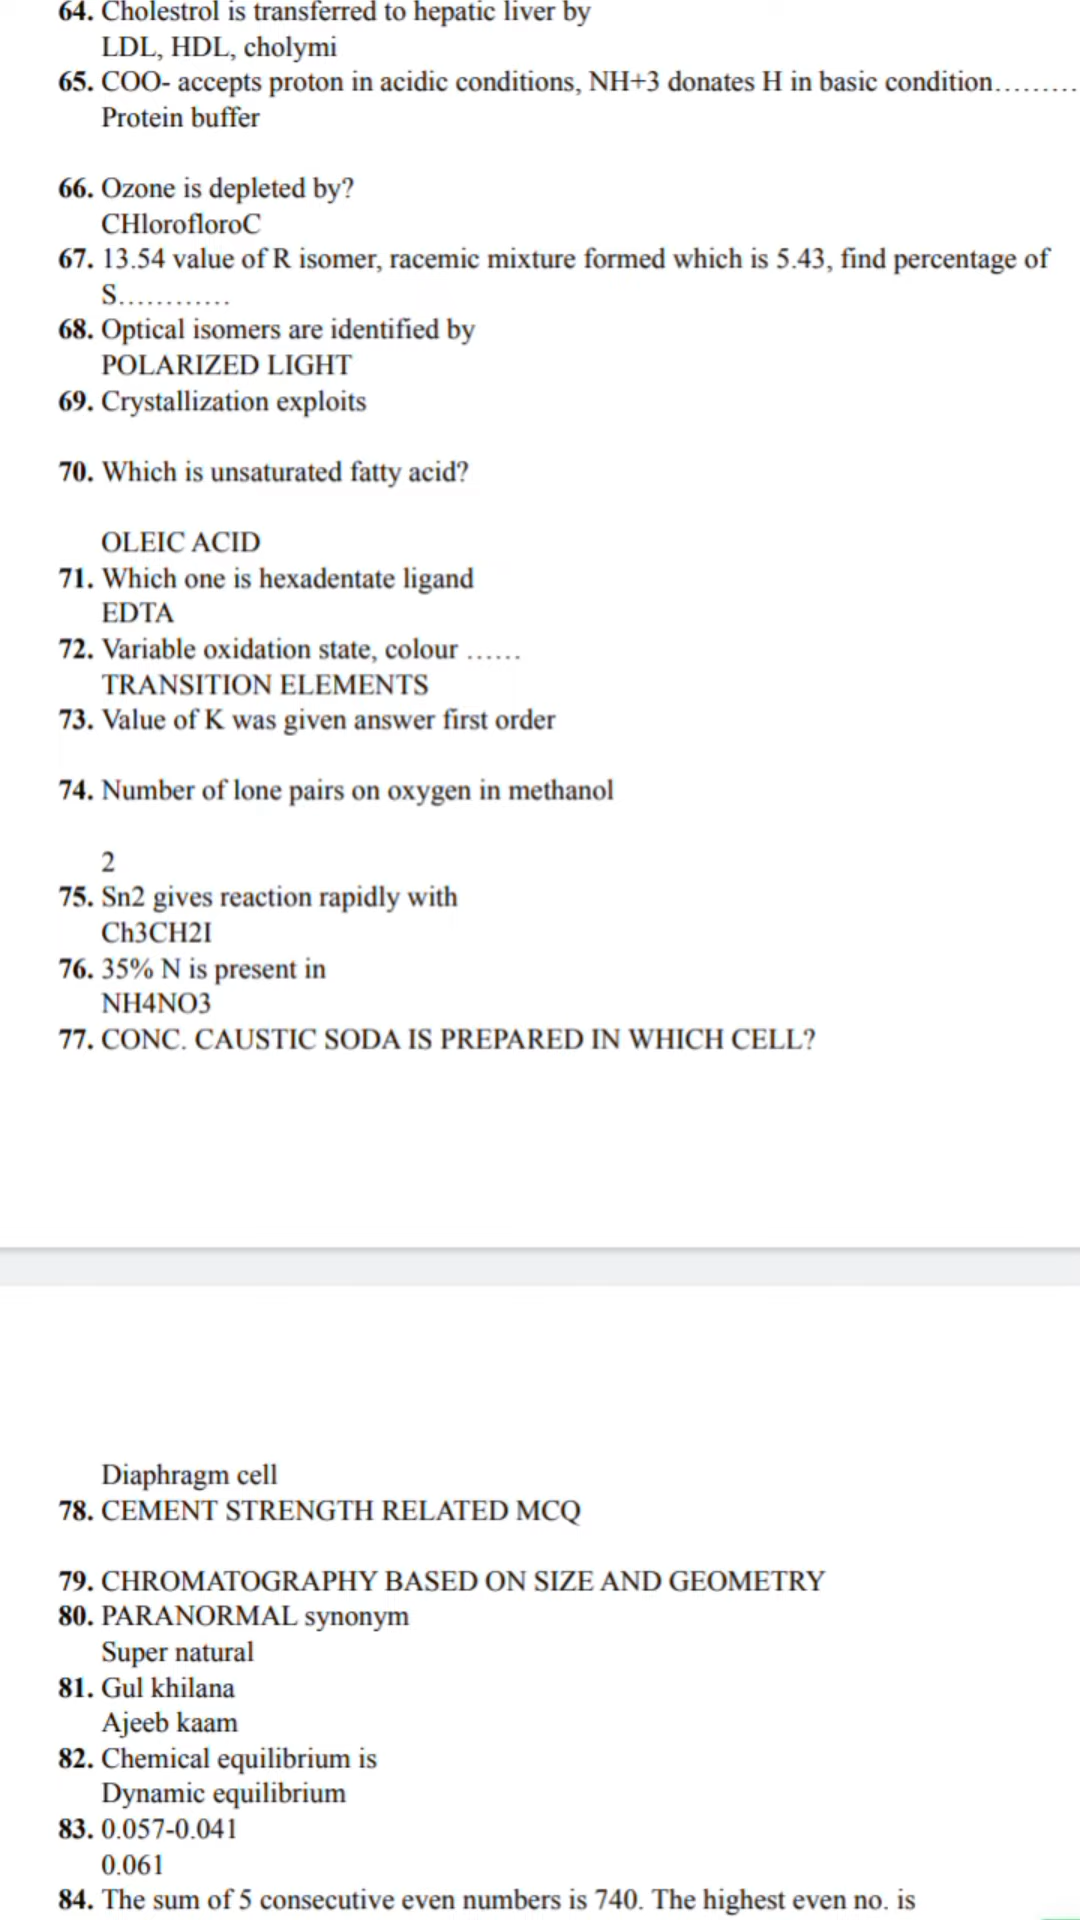 64. Cholestrol is transferred to hepatic liver by
LDL, HDL, cholymi
65. COO- accepts proton in acidic conditions, NH+3 donates H in basic condition.........
Protein buffer
66. Ozone is depleted by?
CHlorofloroC
67. 13.54 value of R isomer, racemic mixture formed which is 5.43, find percentage of
S............
68. Optical isomers are identified by
POLARIZED LIGHT
69. Crystallization exploits
70. Which is unsaturated fatty acid?
OLEIC ACID
71. Which one is hexadentate ligand
EDTA
72. Variable oxidation state, colour ......
TRANSITION ELEMENTS
73. Value of K was given answer first order
74. Number of lone pairs on oxygen in methanol
2
75. Sn2 gives reaction rapidly with
Ch3CH2I
76. 35% N is present in
NH4NO3
77. CONC. CAUSTIC SODA IS PREPARED IN WHICH CELL?
Diaphragm cell
78. CEMENT STRENGTH RELATED MCQ
79. CHROMATOGRAPHY BASED ON SIZE AND GEOMETRY
80. PARANORMAL synonym
Super natural
81. Gul khilana
Ajeeb kaam
82. Chemical equilibrium is
Dynamic equilibrium
83. 0.057-0.041
0.061
84. The sum of 5 consecutive even numbers is 740. The highest even no. is